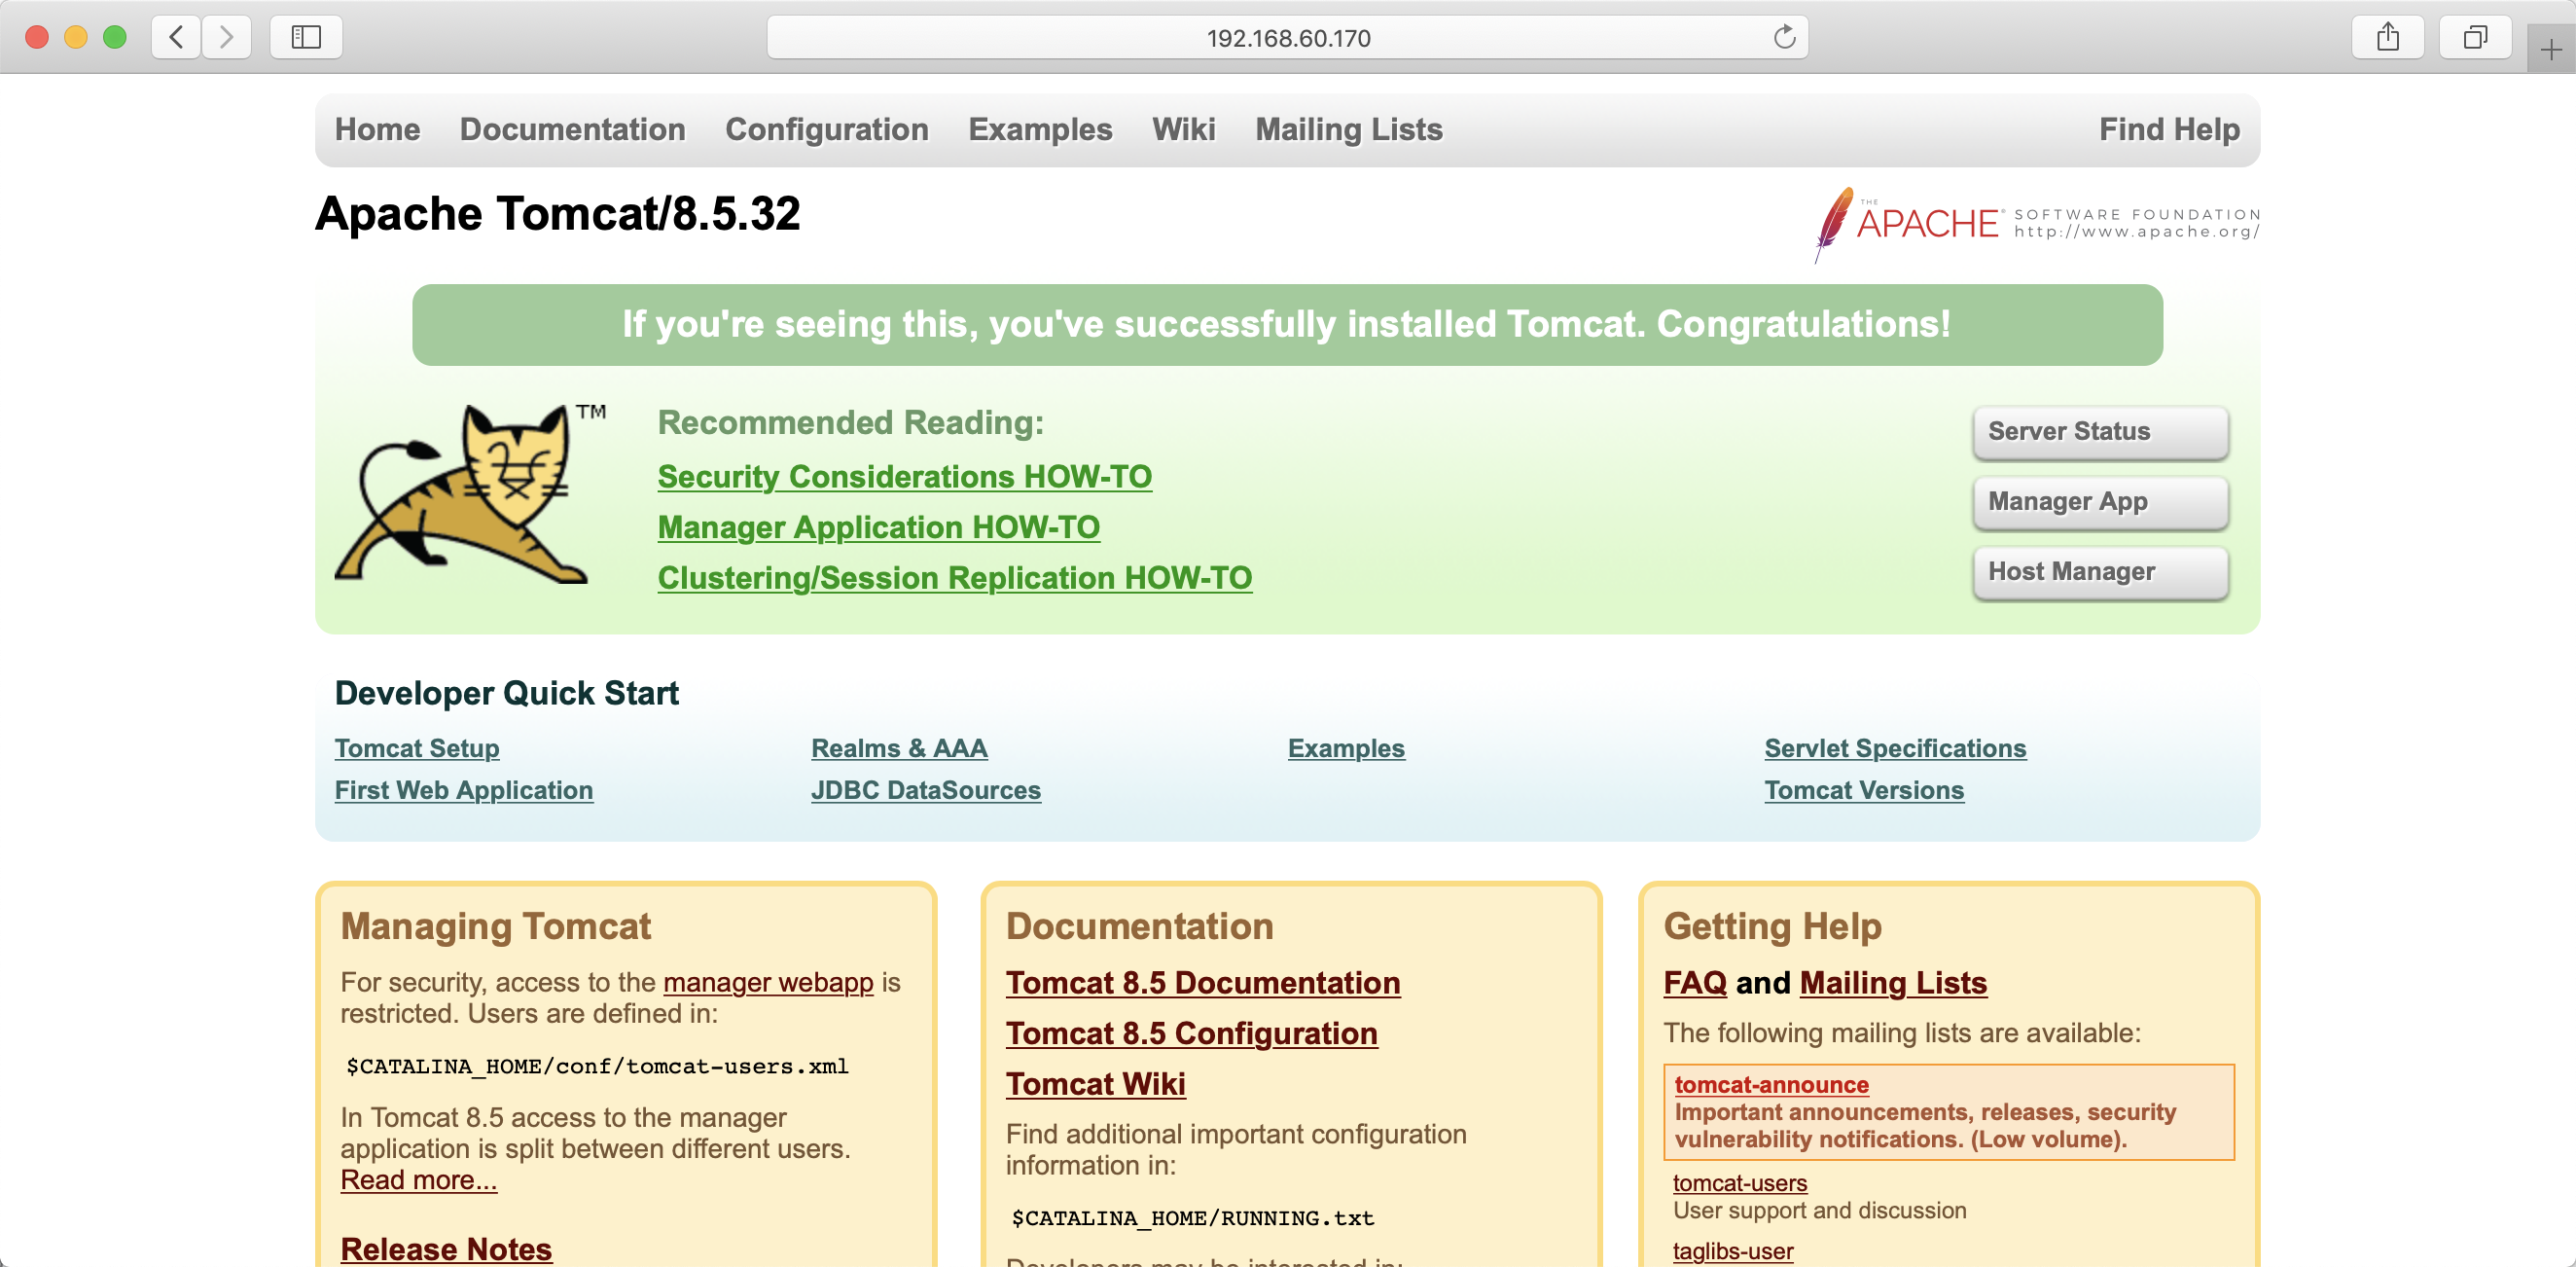 192.168.60.170
Home Documentation Configuration Examples Wiki Mailing Lists Find Help
Apache Tomcat/8.5.32
THE
APACHE® SOFTWARE FOUNDATION
http://www.apache.org/
If you're seeing this, you've successfully installed Tomcat. Congratulations!
TM
Recommended Reading:
Security Considerations HOW-TO
Manager Application HOW-TO
Clustering/Session Replication HOW-TO
Server Status
Manager App
Host Manager
Developer Quick Start
Tomcat Setup
First Web Application
Realms & AAA
JDBC DataSources
Examples
Servlet Specifications
Tomcat Versions
Managing Tomcat
For security, access to the manager webapp is
restricted. Users are defined in:
$CATALINA_HOME/conf/tomcat-users.xml
In Tomcat 8.5 access to the manager
application is split between different users.
Read more...
Release Notes
Documentation
Tomcat 8.5 Documentation
Tomcat 8.5 Configuration
Tomcat Wiki
Find additional important configuration
information in:
$CATALINA_HOME/RUNNING.txt
Developers may be interested in:
Getting Help
FAQ and Mailing Lists
The following mailing lists are available:
tomcat-announce
Important announcements, releases, security
vulnerability notifications. (Low volume).
tomcat-users
User support and discussion
taglibs-user